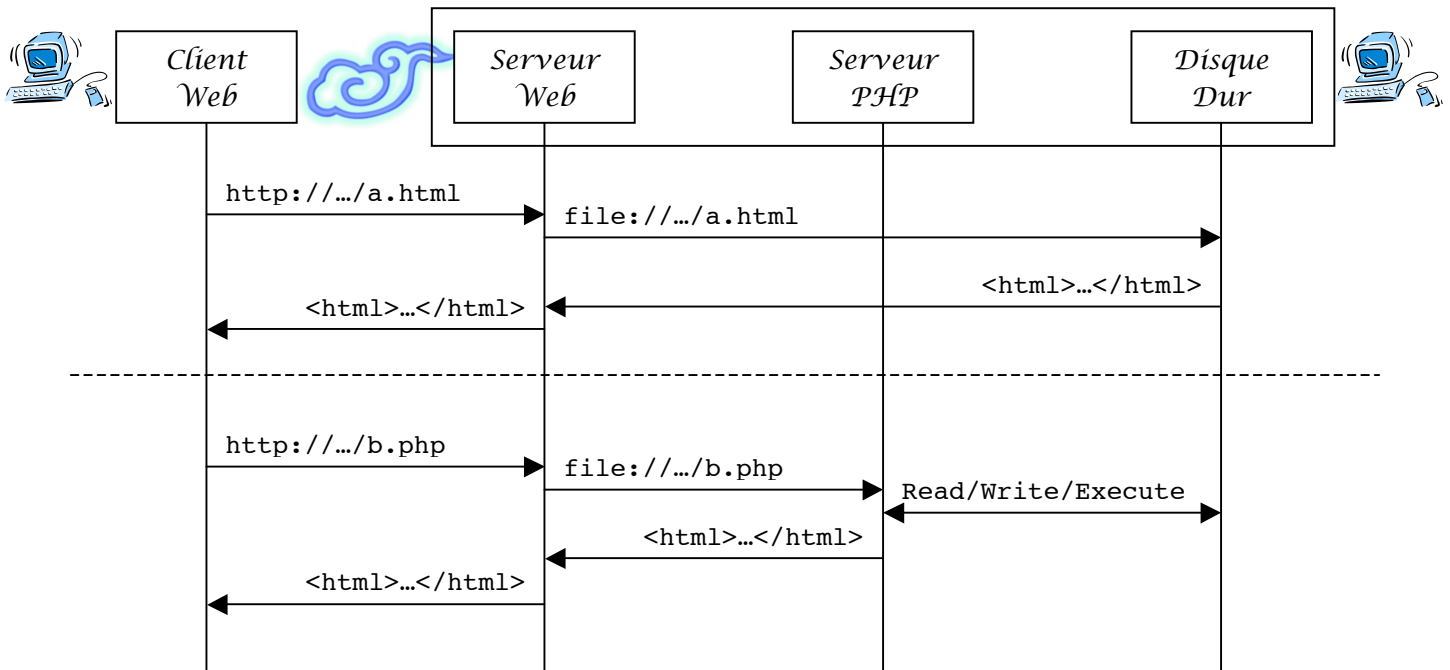 Client
Web
Serveur
Web
Serveur
PHP
Disque
Dur
http://…/a.html
file://…/a.html
<html>…</html>
<html>…</html>
http://…/b.php
file://…/b.php
Read/Write/Execute
<html>…</html>
<html>…</html>